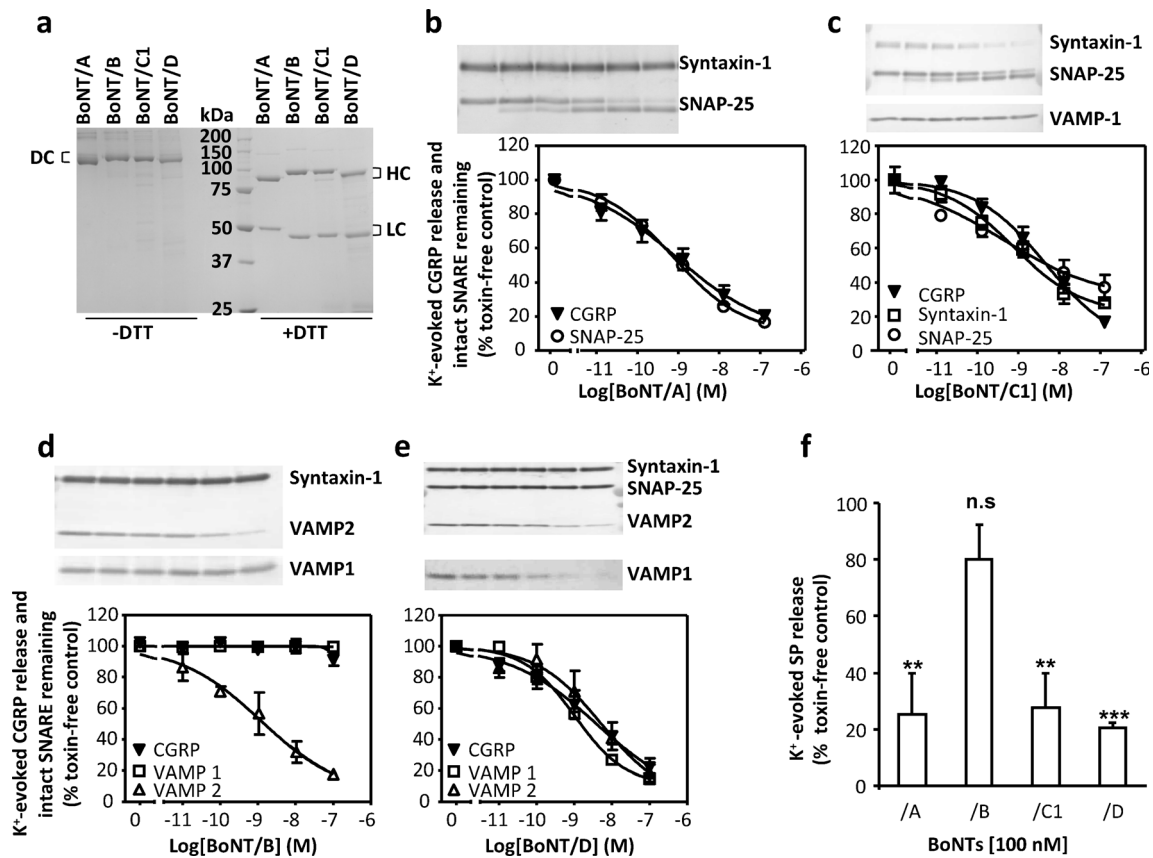 a
BoNT/A
BoNT/B
BoNT/C1
BoNT/D
BoNT/A
BoNT/B
BoNT/C1
BoNT/D
kDa
200
150
100
75
50
37
25
DC
HC
LC
-DTT
+DTT
b
Syntaxin-1
SNAP-25
K⁺-evoked CGRP release and
intact SNARE remaining
(% toxin-free control)
120
100
80
60
40
20
0
CGRP
SNAP-25
0 -11 -10 -9 -8 -7 -6
Log[BoNT/A] (M)
c
Syntaxin-1
SNAP-25
VAMP-1
120
100
80
60
40
20
0
CGRP
Syntaxin-1
SNAP-25
0 -11 -10 -9 -8 -7 -6
Log[BoNT/C1] (M)
d
Syntaxin-1
VAMP2
VAMP1
K⁺-evoked CGRP release and
intact SNARE remaining
(% toxin-free control)
120
100
80
60
40
20
0
CGRP
VAMP 1
VAMP 2
0 -11 -10 -9 -8 -7 -6
Log[BoNT/B] (M)
e
Syntaxin-1
SNAP-25
VAMP2
VAMP1
120
100
80
60
40
20
0
CGRP
VAMP 1
VAMP 2
0 -11 -10 -9 -8 -7 -6
Log[BoNT/D] (M)
f
K⁺-evoked SP release
(% toxin-free control)
100
80
60
40
20
0
**
n.s
**
***
/A /B /C1 /D
BoNTs [100 nM]